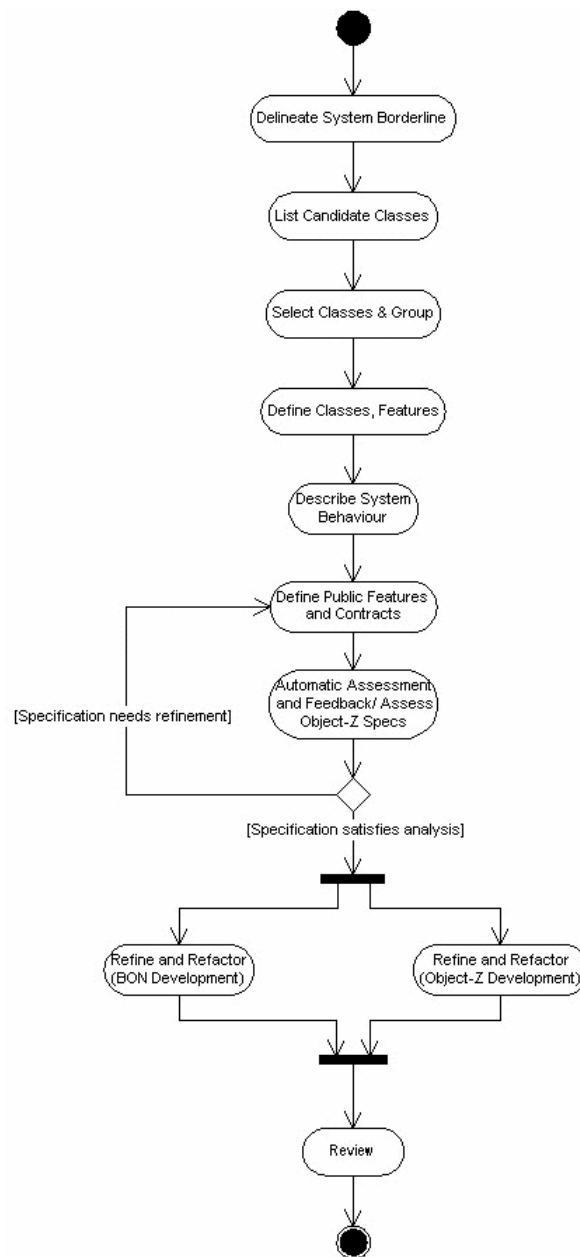 Delineate System Borderline
List Candidate Classes
Select Classes & Group
Define Classes, Features
Describe System
Behaviour
Define Public Features
and Contracts
Automatic Assessment
and Feedback/ Assess
Object-Z Specs
[Specification needs refinement]
[Specification satisfies analysis]
Refine and Refactor
(BON Development)
Refine and Refactor
(Object-Z Development)
Review